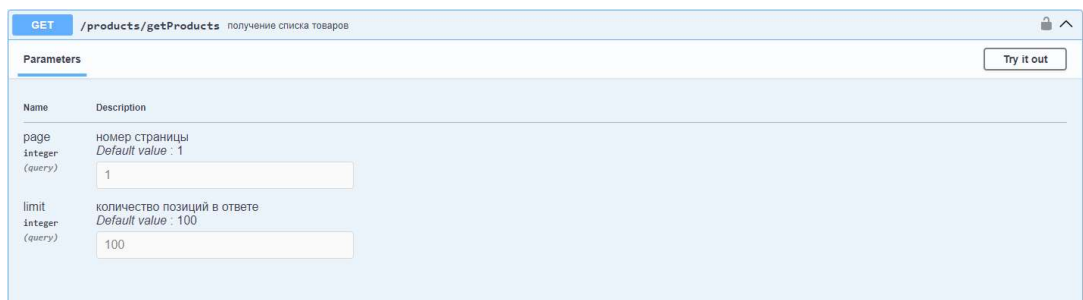 GET /products/getProducts получение списка товаров
Parameters Try it out
Name Description
page номер страницы
integer Default value : 1
(query) 1
limit количество позиций в ответе
integer Default value : 100
(query) 100